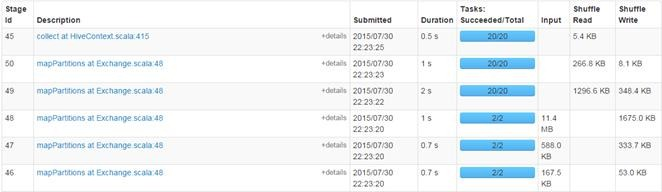 Stage Id Description Submitted Duration Tasks: Succeeded/Total Input Shuffle Read Shuffle Write
45 collect at HiveContext.scala:415 +details 2015/07/30 22:23:25 0.5 s 20/20 5.4 KB
50 mapPartitions at Exchange.scala:48 +details 2015/07/30 22:23:23 1 s 20/20 266.8 KB 8.1 KB
49 mapPartitions at Exchange.scala:48 +details 2015/07/30 22:23:22 2 s 20/20 1296.6 KB 348.4 KB
48 mapPartitions at Exchange.scala:48 +details 2015/07/30 22:23:20 1 s 2/2 11.4 MB 1675.0 KB
47 mapPartitions at Exchange.scala:48 +details 2015/07/30 22:23:20 0.7 s 2/2 588.0 KB 333.7 KB
46 mapPartitions at Exchange.scala:48 +details 2015/07/30 22:23:20 0.7 s 2/2 167.5 KB 53.0 KB